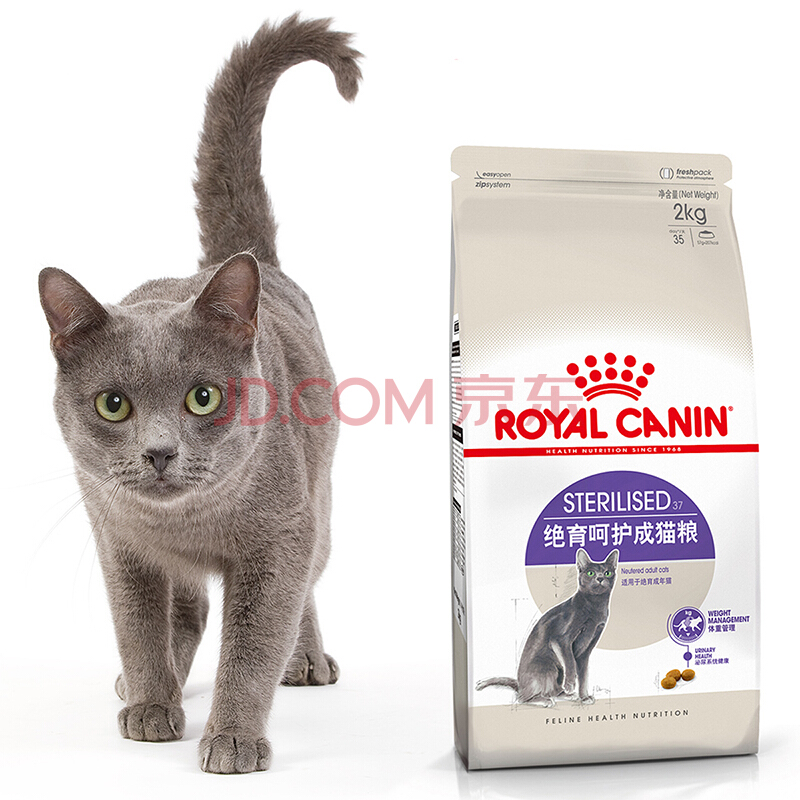 easyopen
zipsystem
freshpack
Protective atmosphere
净含量(Net Weight)
2kg
35
JD.COM 京东
ROYAL CANIN®
HEALTH NUTRITION SINCE 1968
STERILISED 37
绝育呵护成猫粮
Neutered adult cats
适用于绝育成年猫
kg
WEIGHT
MANAGEMENT
体重管理
URINARY
HEALTH
泌尿系统健康
FELINE HEALTH NUTRITION